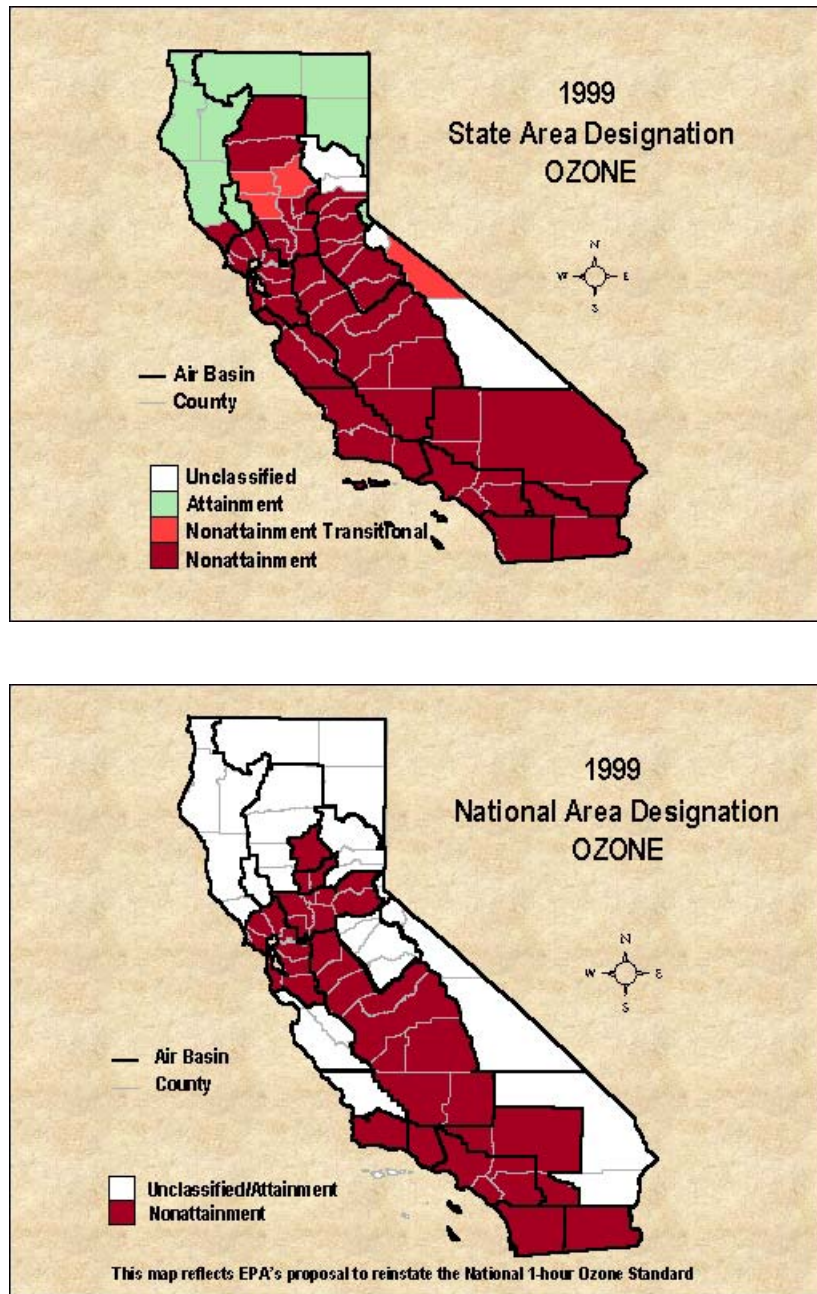 1999
State Area Designation
OZONE
N
W E
S
Air Basin
County
Unclassified
Attainment
Nonattainment Transitional
Nonattainment
1999
National Area Designation
OZONE
N
W E
S
Air Basin
County
Unclassified/Attainment
Nonattainment
This map reflects EPA's proposal to reinstate the National 1-hour Ozone Standard